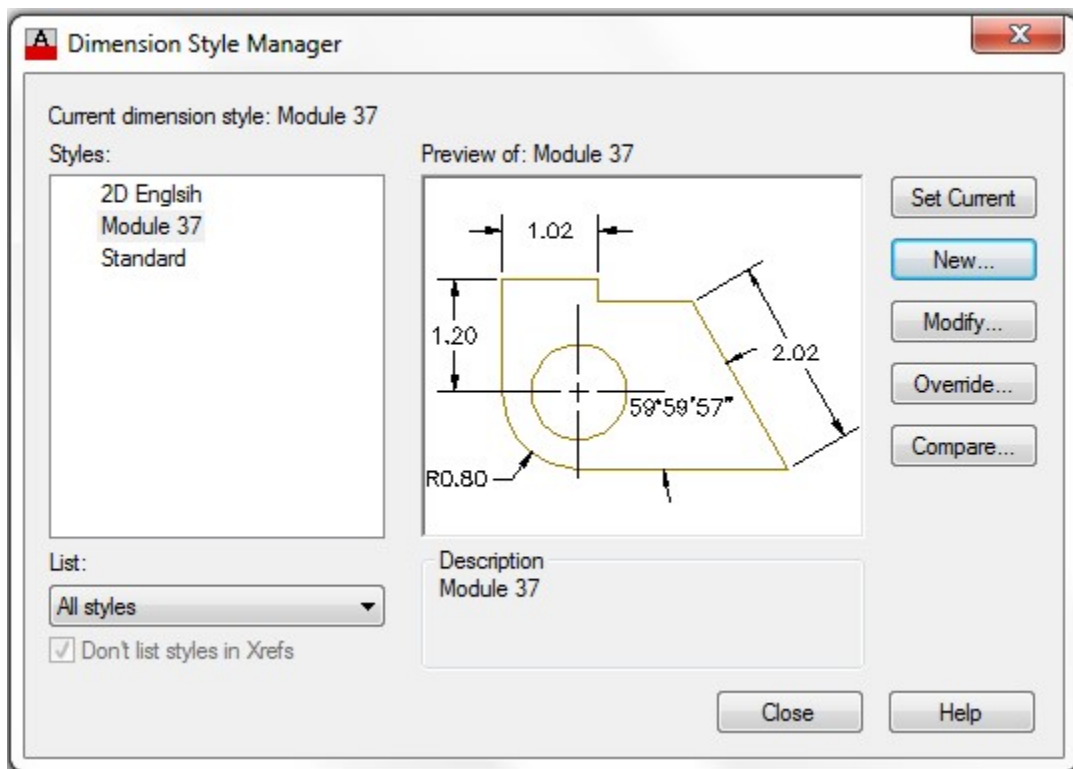 Dimension Style Manager
Current dimension style: Module 37
Styles:
2D Englsih
Module 37
Standard
Preview of: Module 37
1.02
1.20
2.02
59°59'57"
R0.80
Set Current
New...
Modify...
Override...
Compare...
List:
All styles
Don't list styles in Xrefs
Description
Module 37
Close
Help